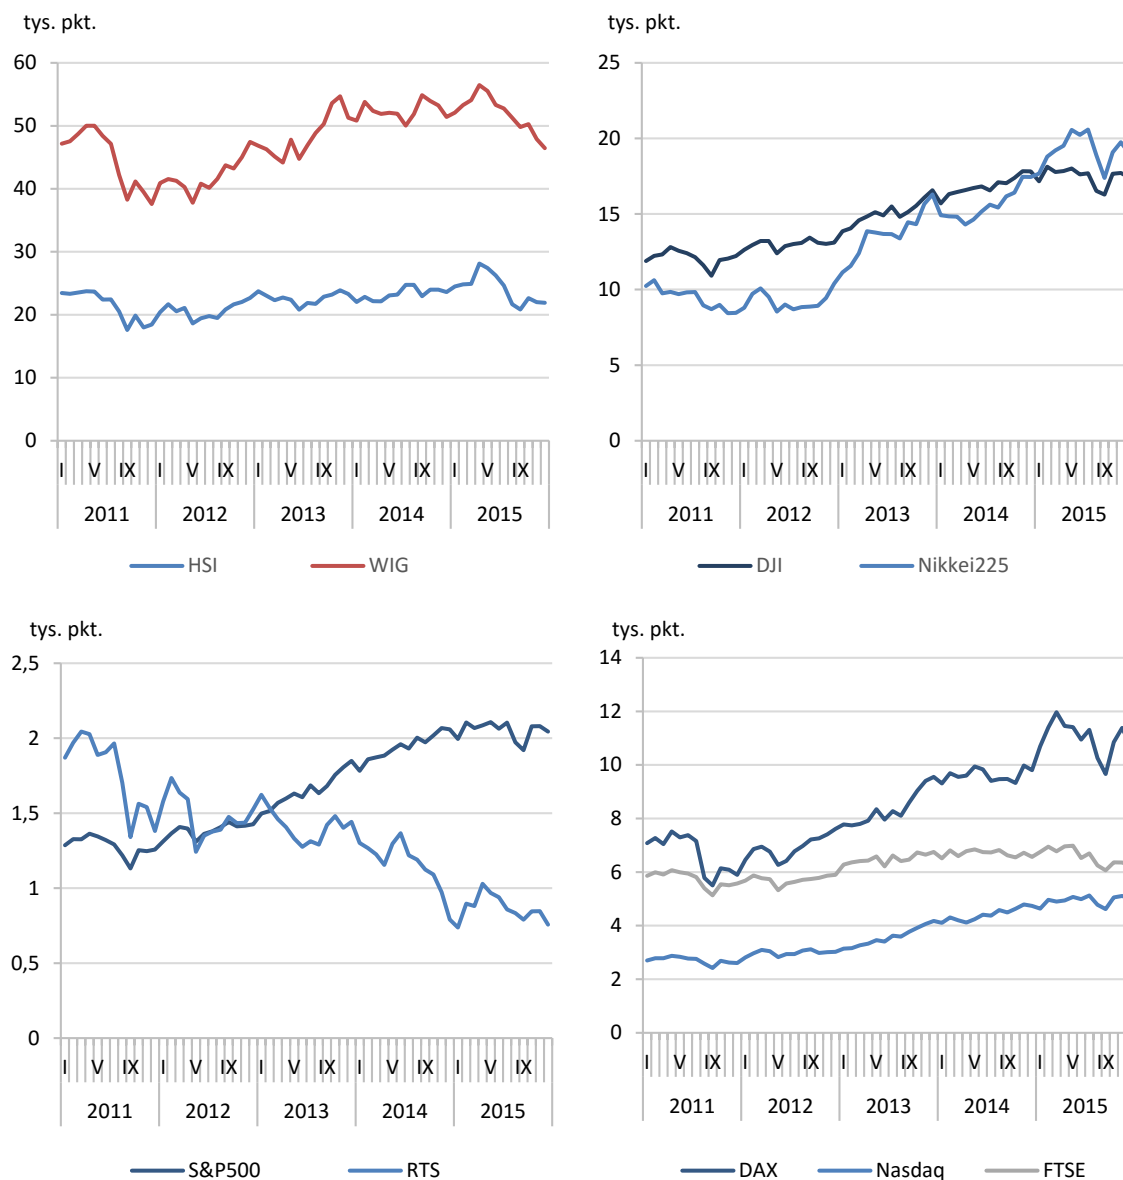 tys. pkt.
60
50
40
30
20
10
0
I V IX I V IX I V IX I V IX I V IX
2011 2012 2013 2014 2015
HSI WIG
tys. pkt.
25
20
15
10
5
0
I V IX I V IX I V IX I V IX I V IX
2011 2012 2013 2014 2015
DJI Nikkei225
tys. pkt.
2,5
2
1,5
1
0,5
0
I V IX I V IX I V IX I V IX I V IX
2011 2012 2013 2014 2015
S&P500 RTS
tys. pkt.
14
12
10
8
6
4
2
0
I V IX I V IX I V IX I V IX I V IX
2011 2012 2013 2014 2015
DAX Nasdaq FTSE